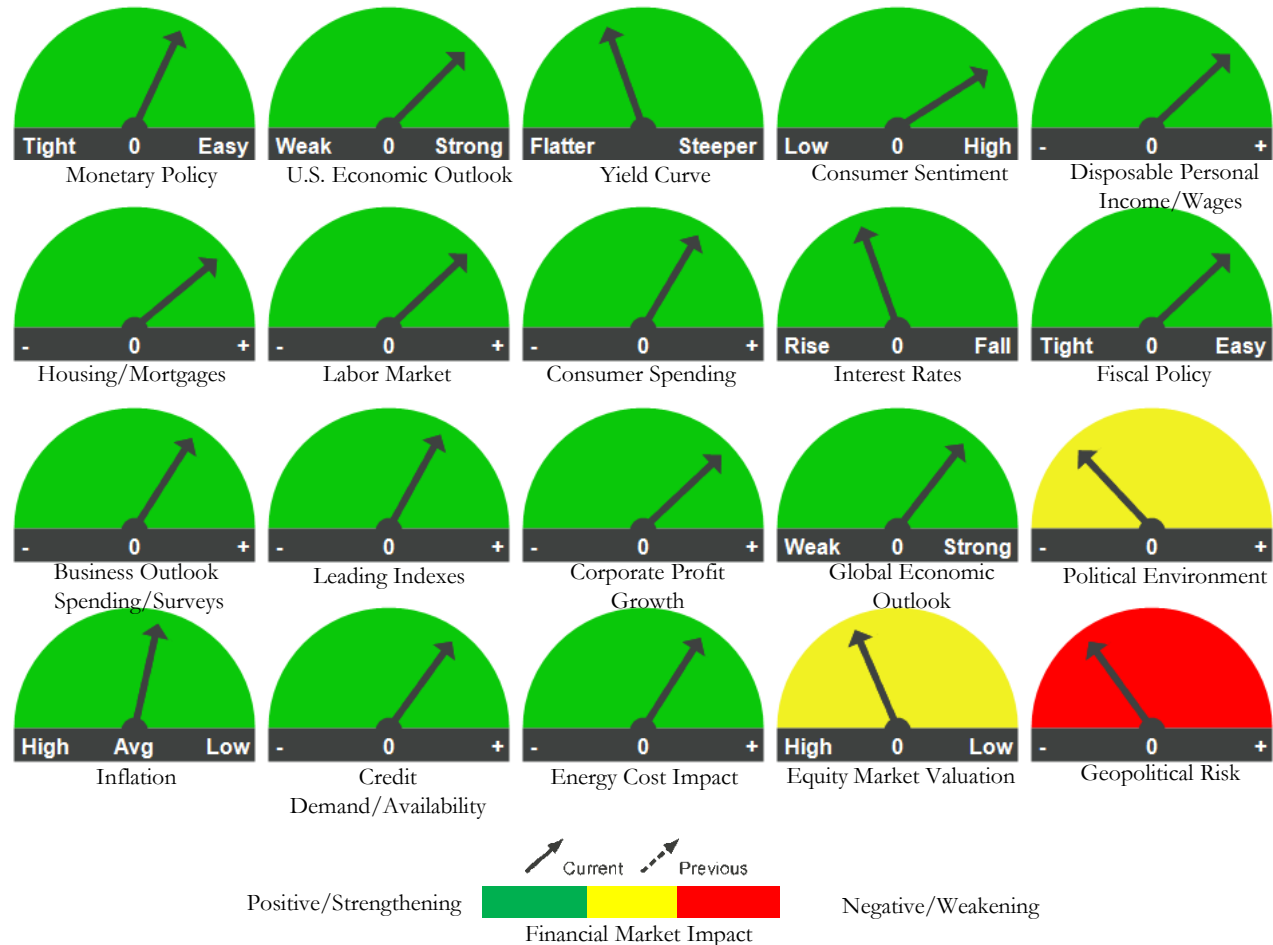 Tight 0 Easy
Monetary Policy
Weak 0 Strong
U.S. Economic Outlook
Flatter Steeper
Yield Curve
Low 0 High
Consumer Sentiment
- 0 +
Disposable Personal
Income/Wages
- 0 +
Housing/Mortgages
- 0 +
Labor Market
- 0 +
Consumer Spending
Rise 0 Fall
Interest Rates
Tight 0 Easy
Fiscal Policy
- 0 +
Business Outlook
Spending/Surveys
- 0 +
Leading Indexes
- 0 +
Corporate Profit
Growth
Weak 0 Strong
Global Economic
Outlook
- 0 +
Political Environment
High Avg Low
Inflation
- 0 +
Credit
Demand/Availability
- 0 +
Energy Cost Impact
High 0 Low
Equity Market Valuation
- 0 +
Geopolitical Risk
Current Previous
Positive/Strengthening
Negative/Weakening
Financial Market Impact